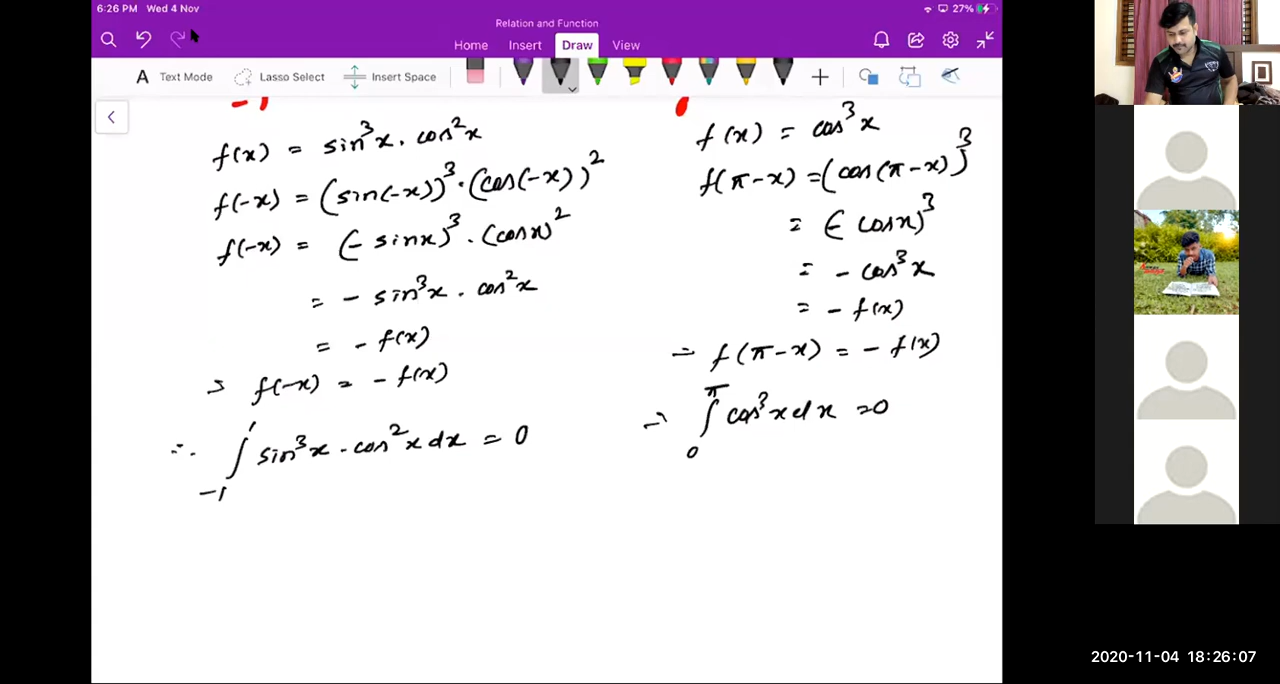 6:26 PM Wed 4 Nov
27%
Relation and Function
Home Insert Draw View
A Text Mode Lasso Select Insert Space
f(x) = sin³x . cos²x
f(-x) = (sin(-x))³ . (cos(-x))²
f(-x) = (- sinx)³ . (cosx)²
= - sin³x . cos²x
= - f(x)
⇒ f(-x) = - f(x)
∴ ∫₋₁¹ sin³x . cos²x dx = 0
f(x) = cos³x
f(π-x) = (cos(π-x))³
= (- cosx)³
= - cos³x
= - f(x)
⇒ f(π-x) = - f(x)
⇒ ∫₀^π cos³x dx = 0
2020-11-04 18:26:07